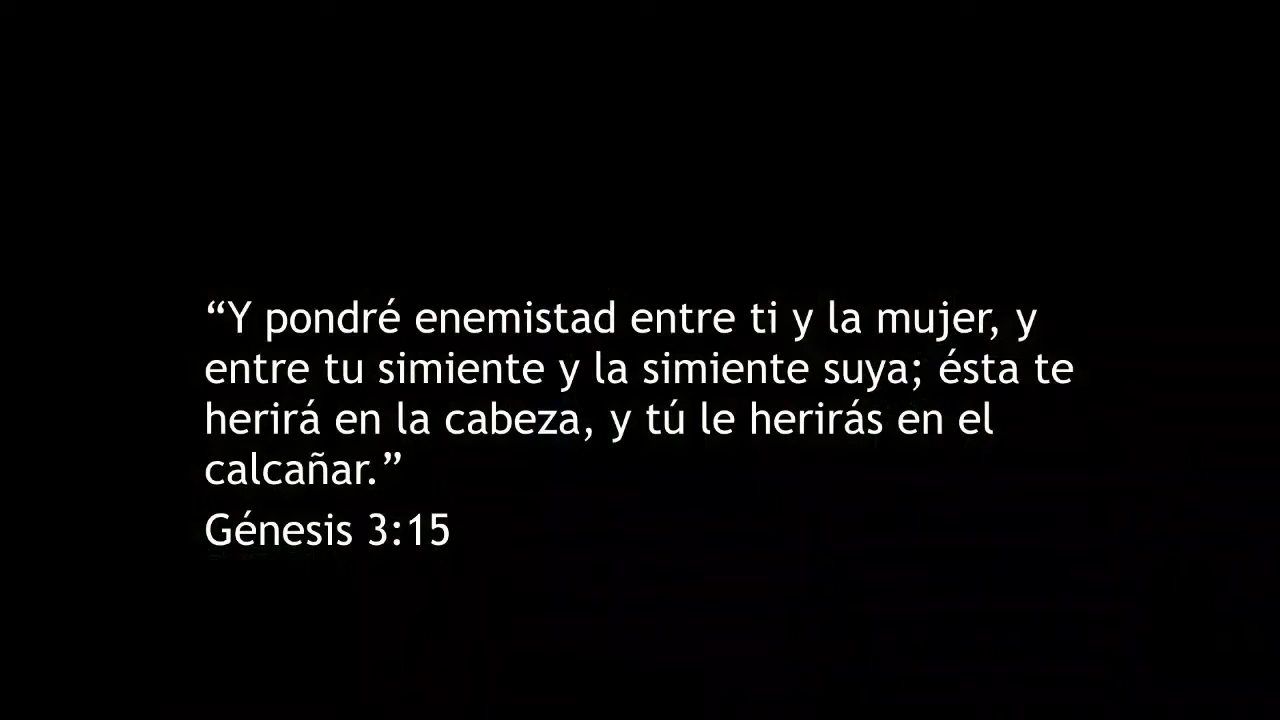 “Y pondré enemistad entre ti y la mujer, y
entre tu simiente y la simiente suya; ésta te
herirá en la cabeza, y tú le herirás en el
calcañar.”
Génesis 3:15